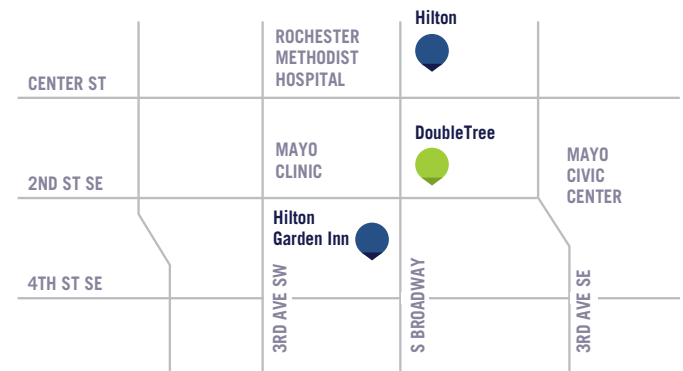 Hilton
ROCHESTER
METHODIST
HOSPITAL
CENTER ST
DoubleTree
MAYO
CLINIC
MAYO
CIVIC
CENTER
2ND ST SE
Hilton
Garden Inn
4TH ST SE
3RD AVE SW
S BROADWAY
3RD AVE SE